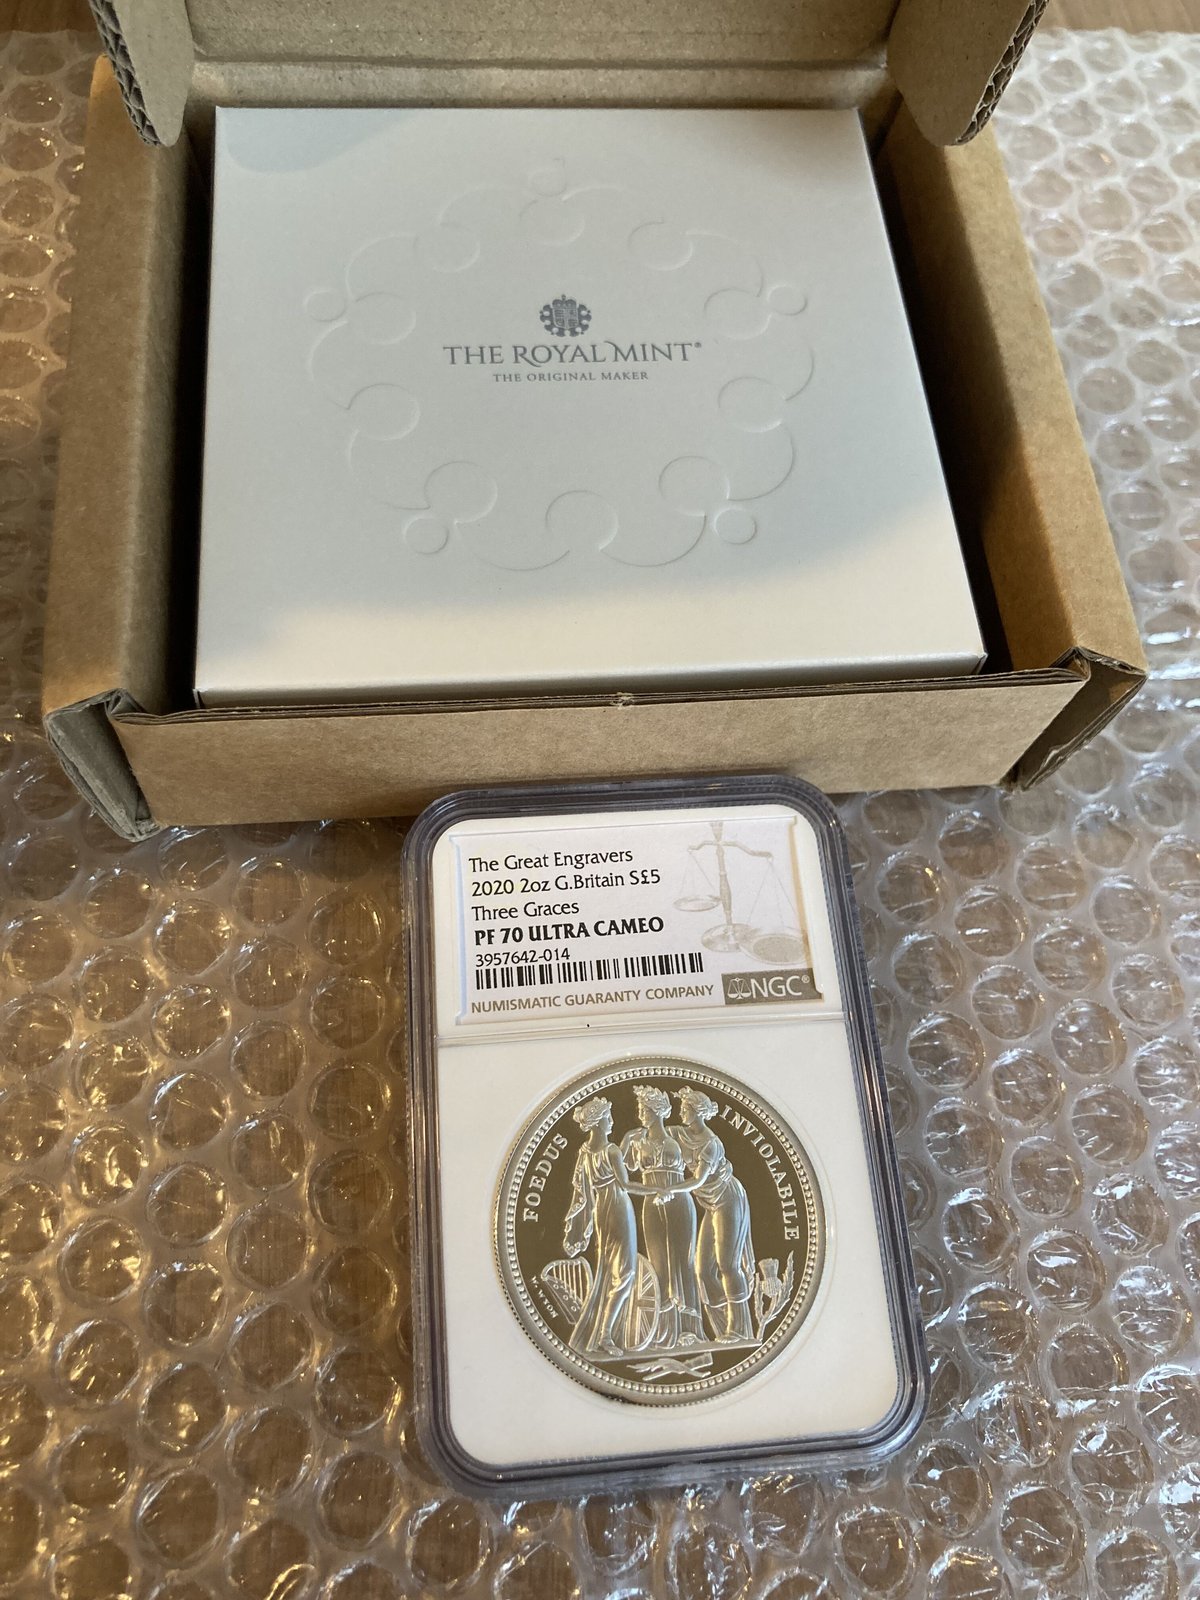 THE ROYAL MINT®
THE ORIGINAL MAKER
The Great Engravers
2020 2oz G.Britain S£5
Three Graces
PF 70 ULTRA CAMEO
3957642-014
NUMISMATIC GUARANTY COMPANY
NGC®
FOEDUS INVIOLABILE
W. WYON